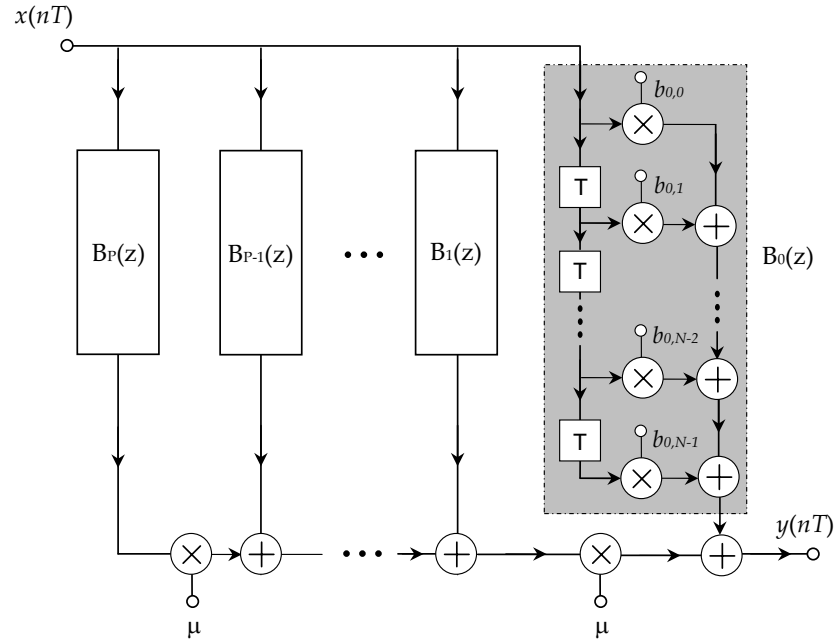 x(nT)
b0,0
T
b0,1
BP(z)
BP-1(z)
• • •
B1(z)
T
B0(z)
b0,N-2
T
b0,N-1
y(nT)
• • •
μ
μ